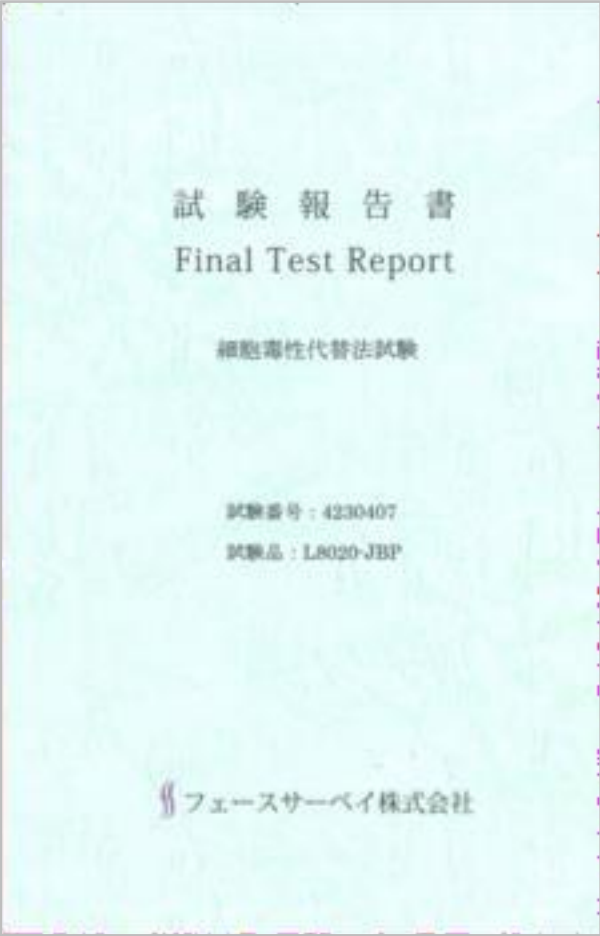 試験報告書
Final Test Report
細胞毒性代替法試験
試験番号：4230407
試験品：L8020-JBP
フェースサーベイ株式会社